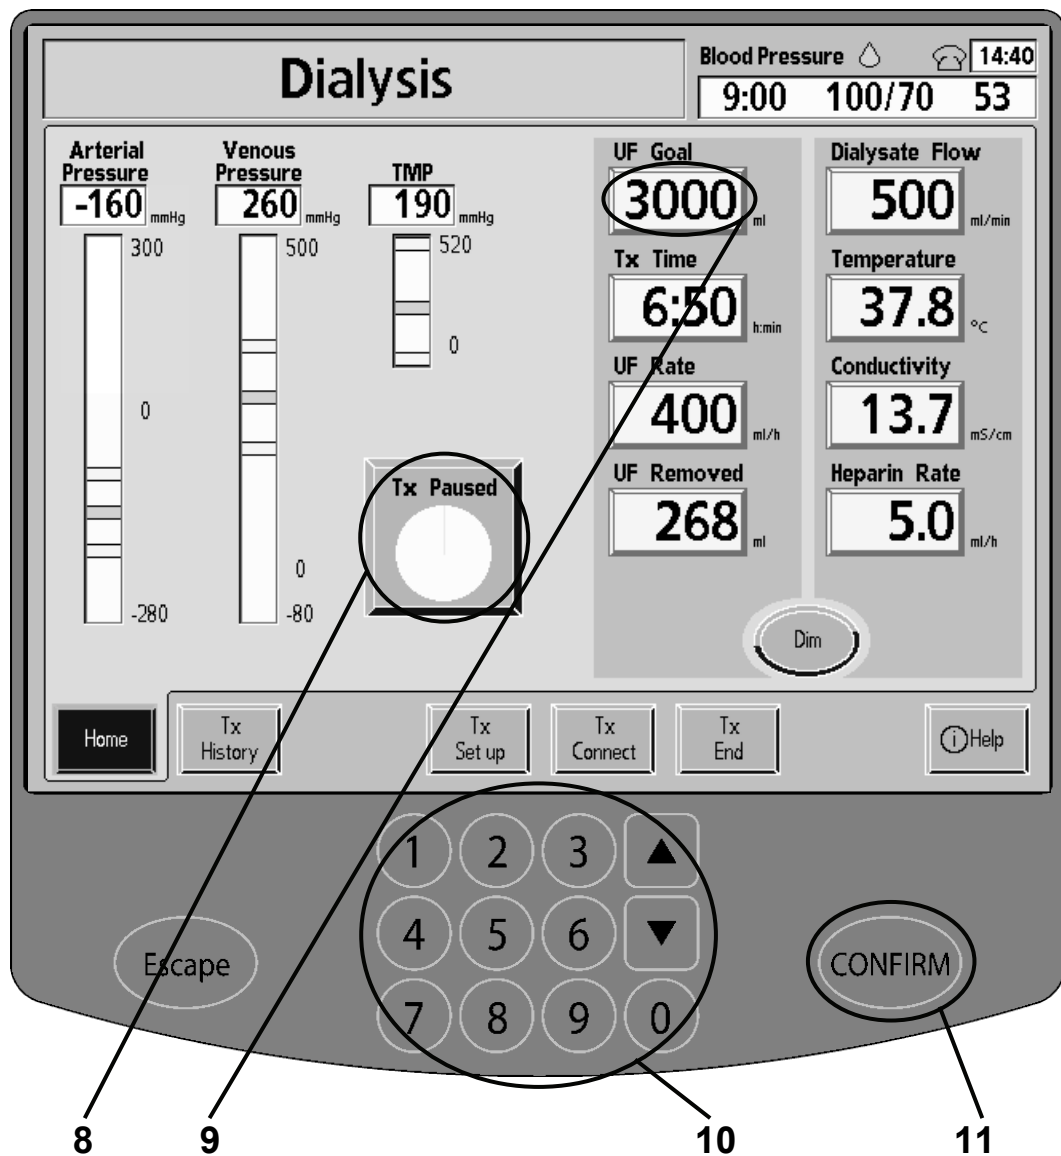 Dialysis
Blood Pressure 14:40
9:00 100/70 53
Arterial
Pressure
-160 mmHg
300
0
-280
Venous
Pressure
260 mmHg
500
0
-80
TMP
190 mmHg
520
0
Tx Paused
UF Goal
3000 ml
Tx Time
6:50 h:min
UF Rate
400 ml/h
UF Removed
268 ml
Dialysate Flow
500 ml/min
Temperature
37.8 °C
Conductivity
13.7 mS/cm
Heparin Rate
5.0 ml/h
Dim
Home
Tx
History
Tx
Set up
Tx
Connect
Tx
End
i Help
1 2 3 ▲
4 5 6 ▼
7 8 9 0
Escape
CONFIRM
8 9 10 11